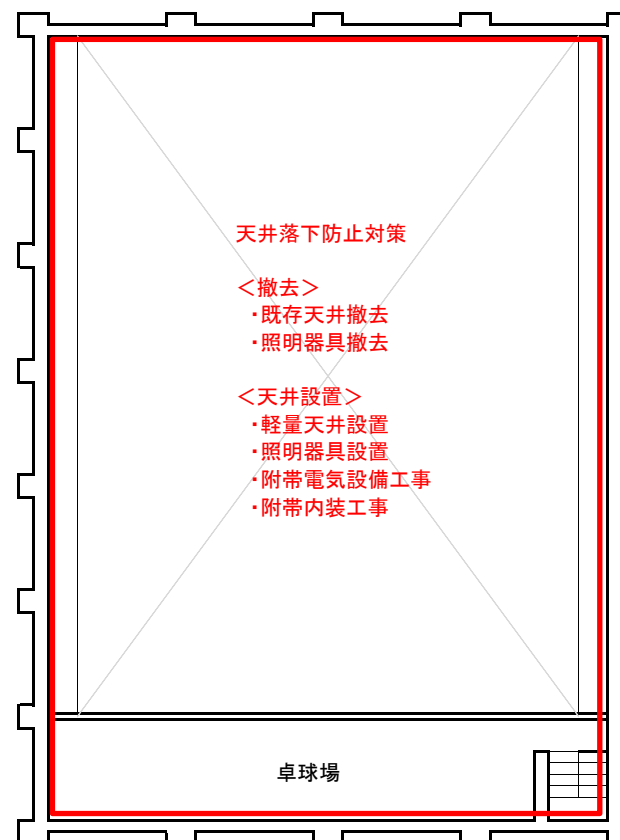 天井落下防止対策
＜撤去＞
・既存天井撤去
・照明器具撤去
＜天井設置＞
・軽量天井設置
・照明器具設置
・附帯電気設備工事
・附帯内装工事
卓球場